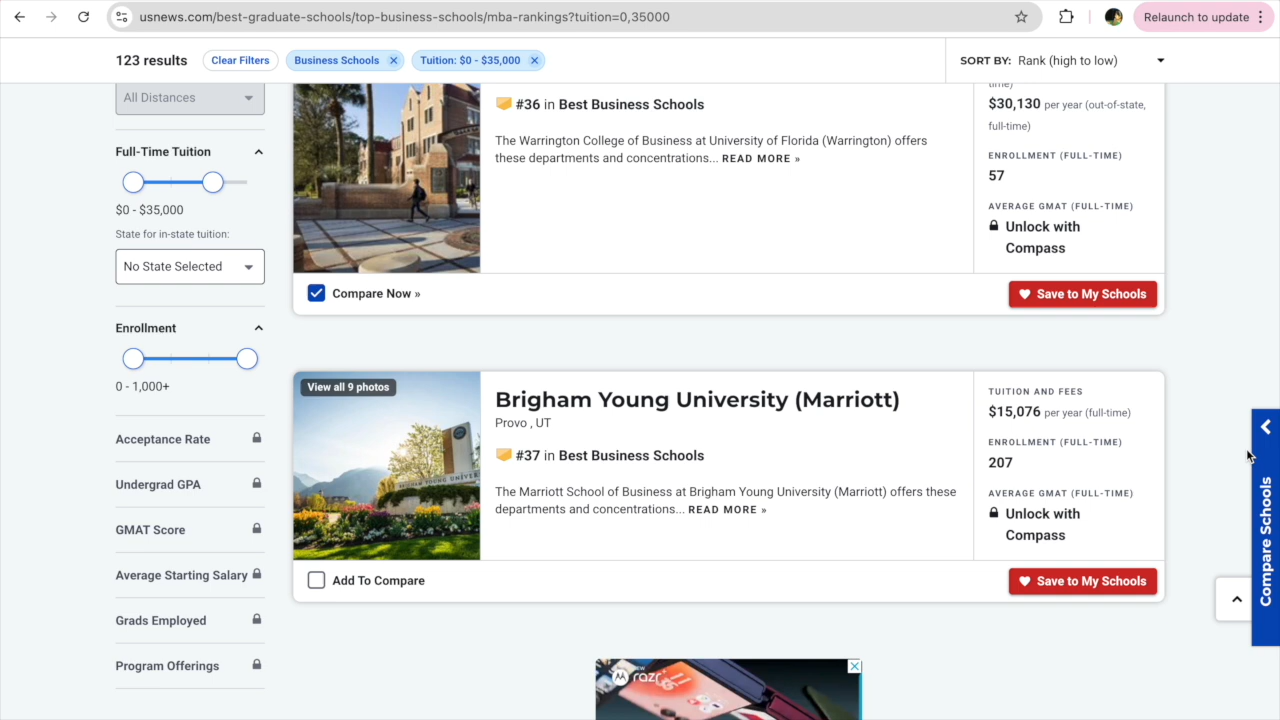 usnews.com/best-graduate-schools/top-business-schools/mba-rankings?tuition=0,35000
Relaunch to update
123 results
Clear Filters
Business Schools
Tuition: $0 - $35,000
SORT BY: Rank (high to low)
All Distances
Full-Time Tuition
$0 - $35,000
State for in-state tuition:
No State Selected
Enrollment
0 - 1,000+
Acceptance Rate
Undergrad GPA
GMAT Score
Average Starting Salary
Grads Employed
Program Offerings
#36 in Best Business Schools
The Warrington College of Business at University of Florida (Warrington) offers
these departments and concentrations... READ MORE »
time)
$30,130 per year (out-of-state,
full-time)
ENROLLMENT (FULL-TIME)
57
AVERAGE GMAT (FULL-TIME)
Unlock with
Compass
Compare Now »
Save to My Schools
View all 9 photos
BRIGHAM YOUNG UNIVER
Brigham Young University (Marriott)
Provo , UT
#37 in Best Business Schools
The Marriott School of Business at Brigham Young University (Marriott) offers these
departments and concentrations... READ MORE »
TUITION AND FEES
$15,076 per year (full-time)
ENROLLMENT (FULL-TIME)
207
AVERAGE GMAT (FULL-TIME)
Unlock with
Compass
Add To Compare
Save to My Schools
Compare Schools
razr